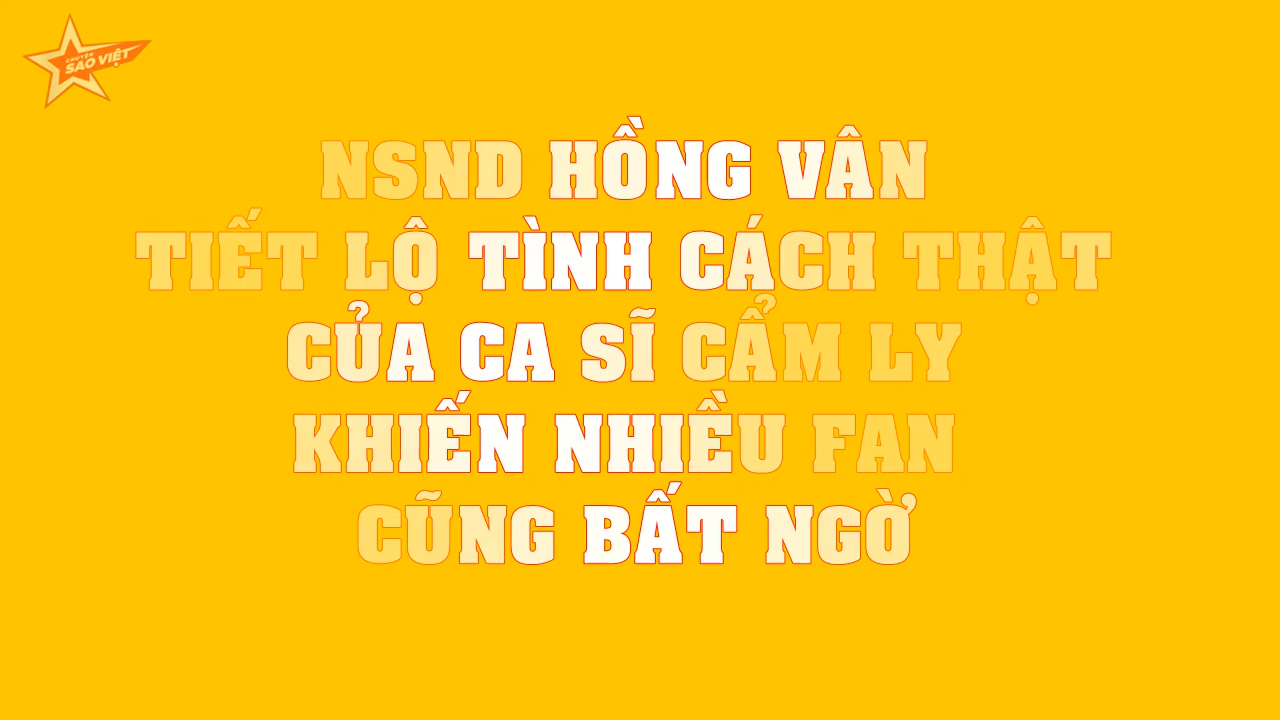 CHUYỆN
SAO VIỆT
NSND HỒNG VÂN
TIẾT LỘ TÌNH CÁCH THẬT
CỦA CA SĨ CẨM LY
KHIẾN NHIỀU FAN
CŨNG BẤT NGỜ